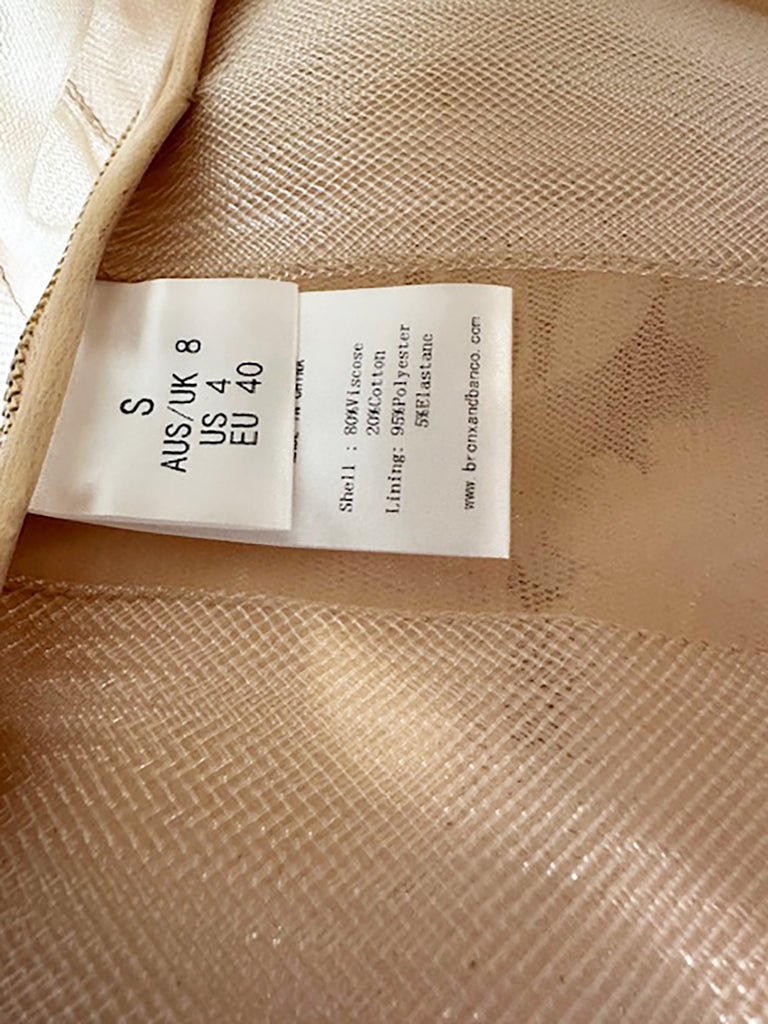 S
AUS/UK 8
US 4
EU 40
Shell : 80%Viscose
20%Cotton
Lining: 95%Polyester
5%Elastane
www. bronxandbanco. com